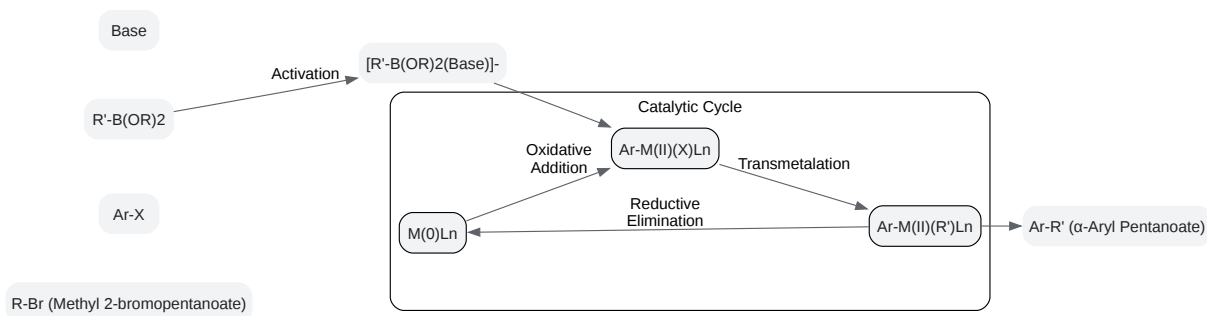 Base
[R'-B(OR)2(Base)]-
Activation
R'-B(OR)2
Catalytic Cycle
Ar-M(II)(X)Ln
Oxidative
Addition
Transmetalation
Ar-X
Reductive
Elimination
M(0)Ln
Ar-M(II)(R')Ln
Ar-R' (α-Aryl Pentanoate)
R-Br (Methyl 2-bromopentanoate)